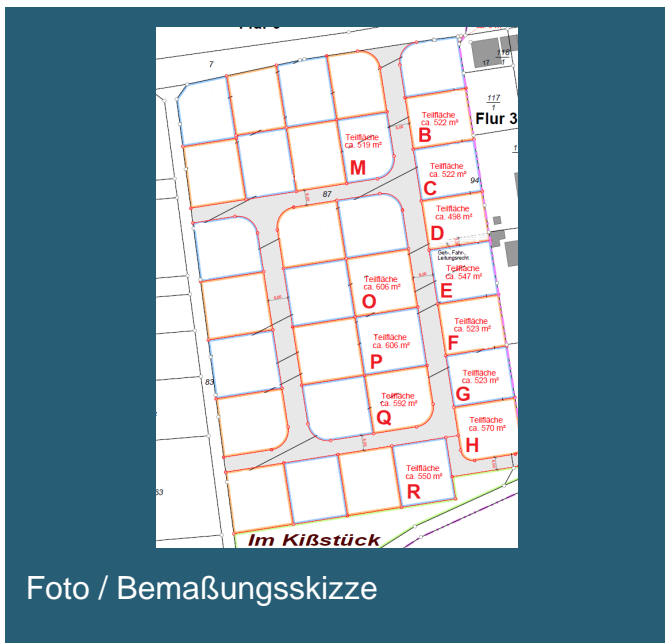 7
118
1
17
117
1
Flur 3
Teilfläche
ca. 522 m²
B
Teilfläche
ca. 519 m²
M
Teilfläche
ca. 522 m²
C
94
87
Teilfläche
ca. 498 m²
D
Geh-, Fahr-,
Leitungsrecht
Teilfläche
ca. 547 m²
E
Teilfläche
ca. 606 m²
O
Teilfläche
ca. 523 m²
F
Teilfläche
ca. 606 m²
P
Teilfläche
ca. 523 m²
G
83
Teilfläche
ca. 592 m²
Q
Teilfläche
ca. 570 m²
H
Teilfläche
ca. 550 m²
R
63
Im Kißstück
Foto / Bemaßungsskizze